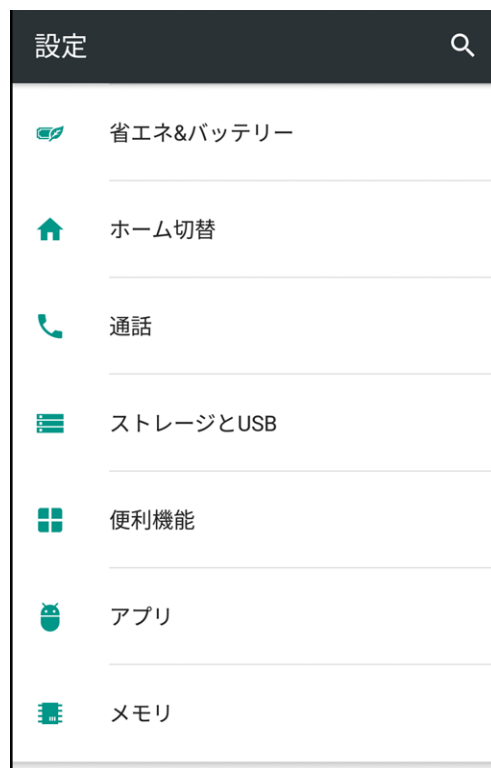 設定
省エネ&バッテリー
ホーム切替
通話
ストレージとUSB
便利機能
アプリ
メモリ